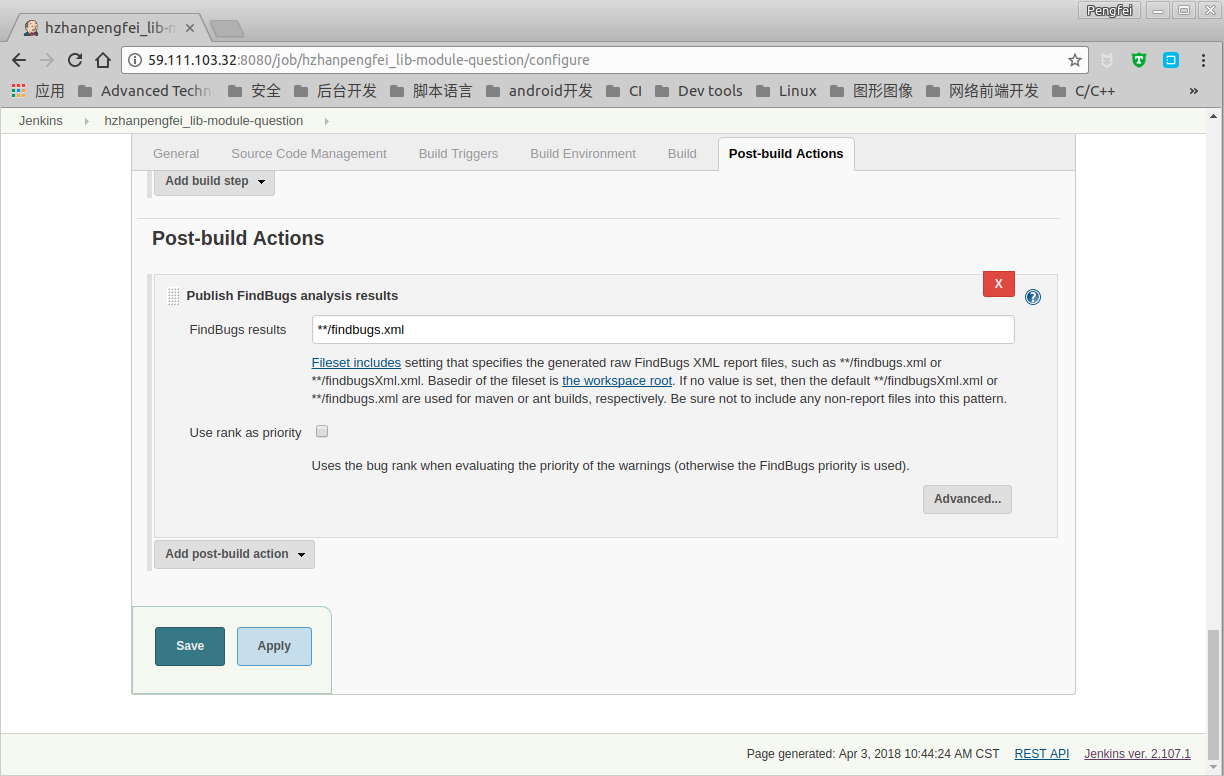 Pengfei
hzhanpengfei_lib-m
59.111.103.32:8080/job/hzhanpengfei_lib-module-question/configure
应用 Advanced Techn 安全 后台开发 脚本语言 android开发 CI Dev tools Linux 图形图像 网络前端开发 C/C++ »
Jenkins hzhanpengfei_lib-module-question
General Source Code Management Build Triggers Build Environment Build Post-build Actions
Add build step
Post-build Actions
X
Publish FindBugs analysis results
FindBugs results **/findbugs.xml
Fileset includes setting that specifies the generated raw FindBugs XML report files, such as **/findbugs.xml or
**/findbugsXml.xml. Basedir of the fileset is the workspace root. If no value is set, then the default **/findbugsXml.xml or
**/findbugs.xml are used for maven or ant builds, respectively. Be sure not to include any non-report files into this pattern.
Use rank as priority
Uses the bug rank when evaluating the priority of the warnings (otherwise the FindBugs priority is used).
Advanced...
Add post-build action
Save Apply
Page generated: Apr 3, 2018 10:44:24 AM CST REST API Jenkins ver. 2.107.1